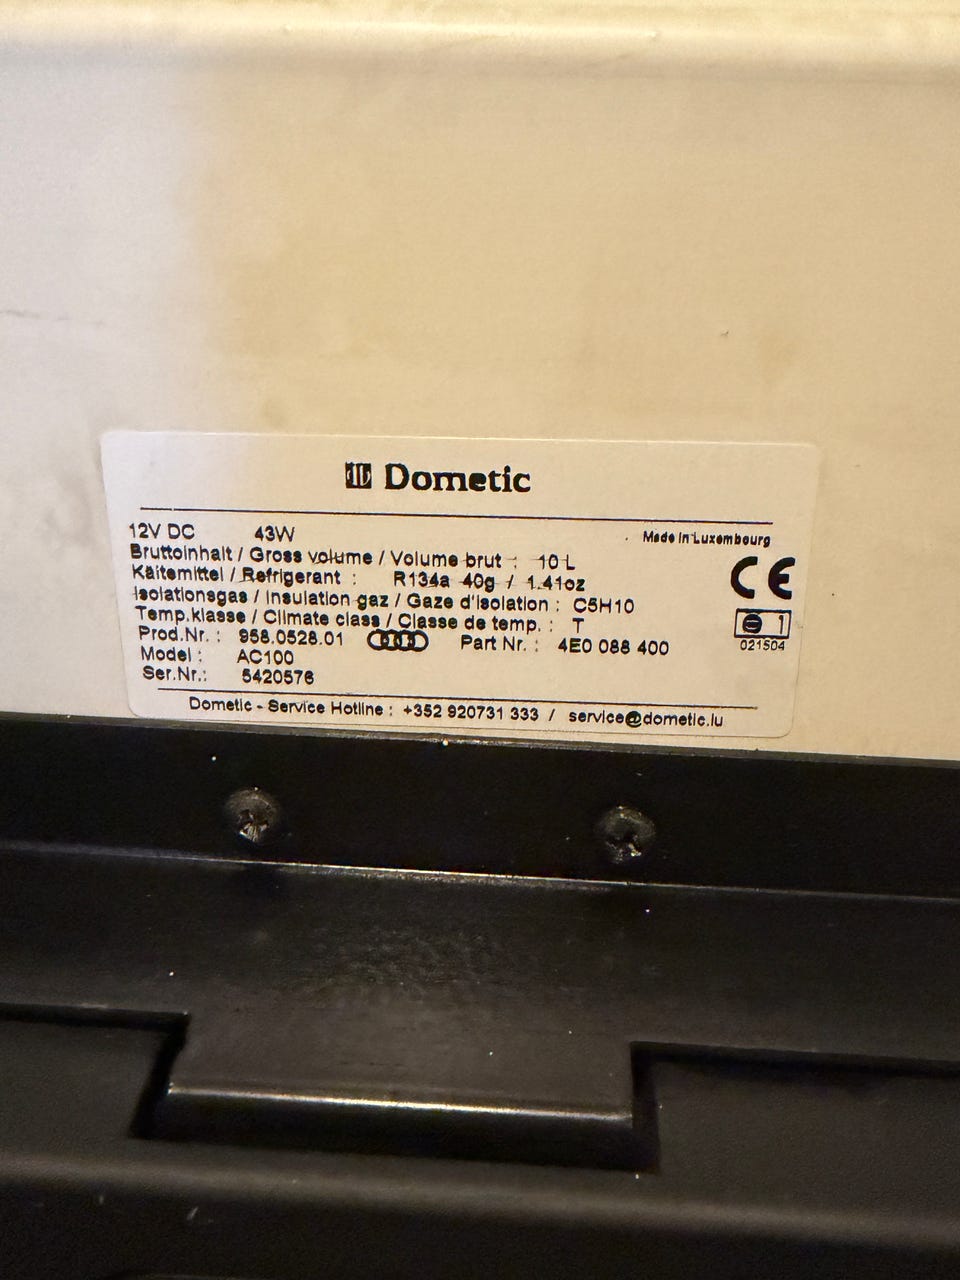 Dometic
12V DC 43W Made in Luxembourg
Bruttoinhalt / Gross volume / Volume brut : 10 L
Kältemittel / Refrigerant : R134a 40g / 1.41oz
Isolationsgas / Insulation gaz / Gaze d'isolation : C5H10
Temp.klasse / Climate class / Classe de temp. : T
Prod.Nr. : 958.0528.01 Part Nr. : 4E0 088 400
Model : AC100
Ser.Nr.: 5420576
CE
e 1
021504
Dometic - Service Hotline : +352 920731 333 / service@dometic.lu